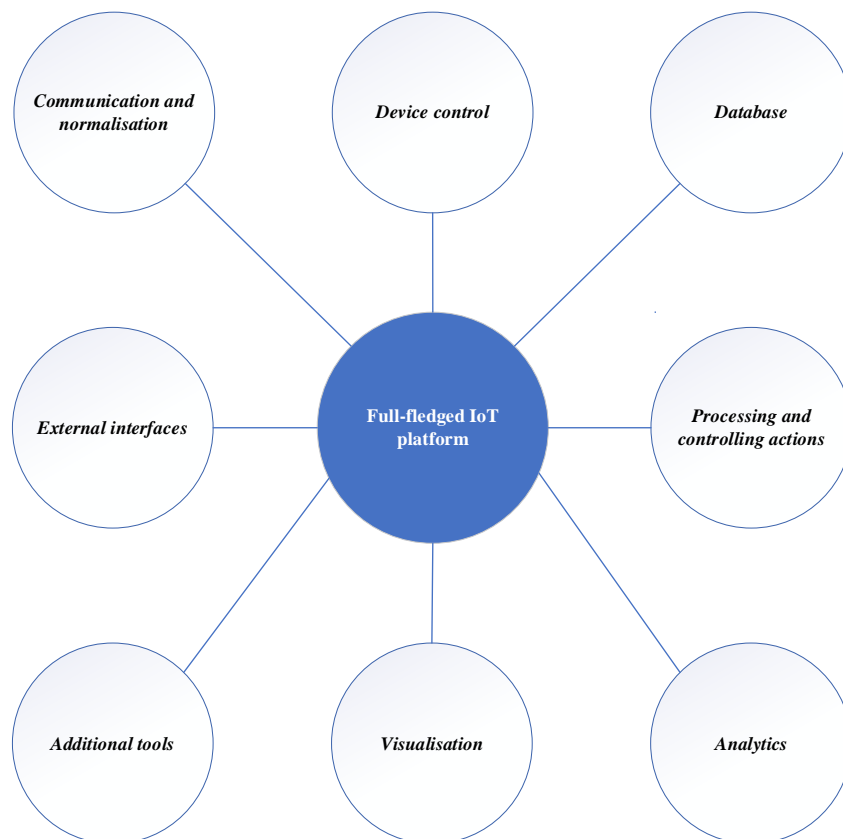 Communication and
normalisation
Device control
Database
External interfaces
Full-fledged IoT
platform
Processing and
controlling actions
Additional tools
Visualisation
Analytics